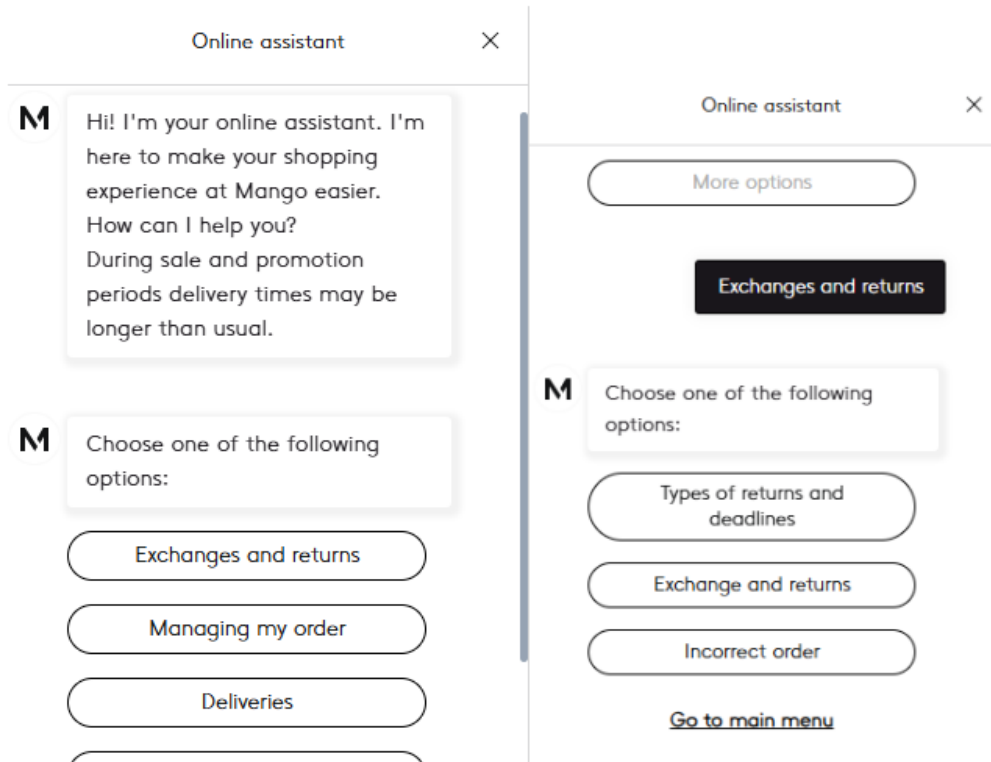 Online assistant
M
Hi! I'm your online assistant. I'm
here to make your shopping
experience at Mango easier.
How can I help you?
During sale and promotion
periods delivery times may be
longer than usual.
M
Choose one of the following
options:
Exchanges and returns
Managing my order
Deliveries
Online assistant
More options
Exchanges and returns
M
Choose one of the following
options:
Types of returns and
deadlines
Exchange and returns
Incorrect order
Go to main menu